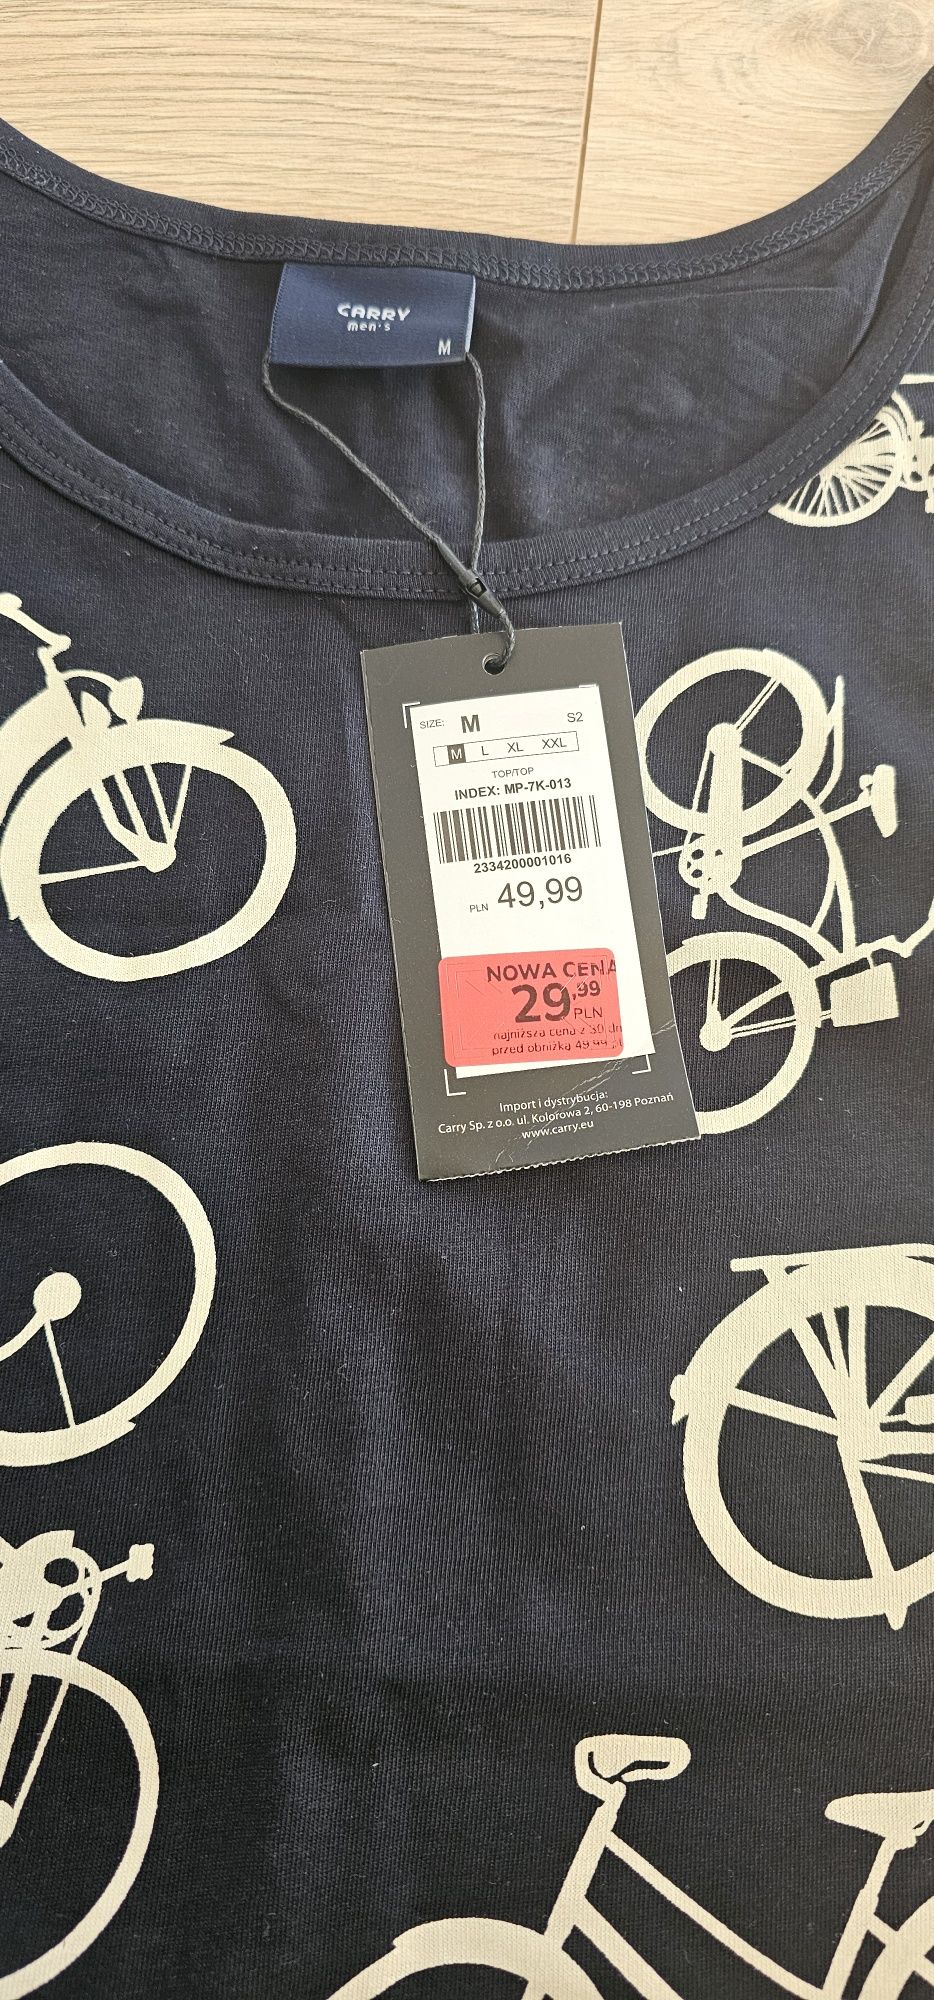 CARRY
men's
M
SIZE: M S2
M L XL XXL
TOP/TOP
INDEX: MP-7K-013
2334200001016
PLN 49,99
NOWA CENA
29,99
PLN
najniższa cena z 30 dn
przed obniżką 49,99 zł
Import i dystrybucja:
Carry Sp. z o.o. ul. Kolorowa 2, 60-198 Poznań
www.carry.eu